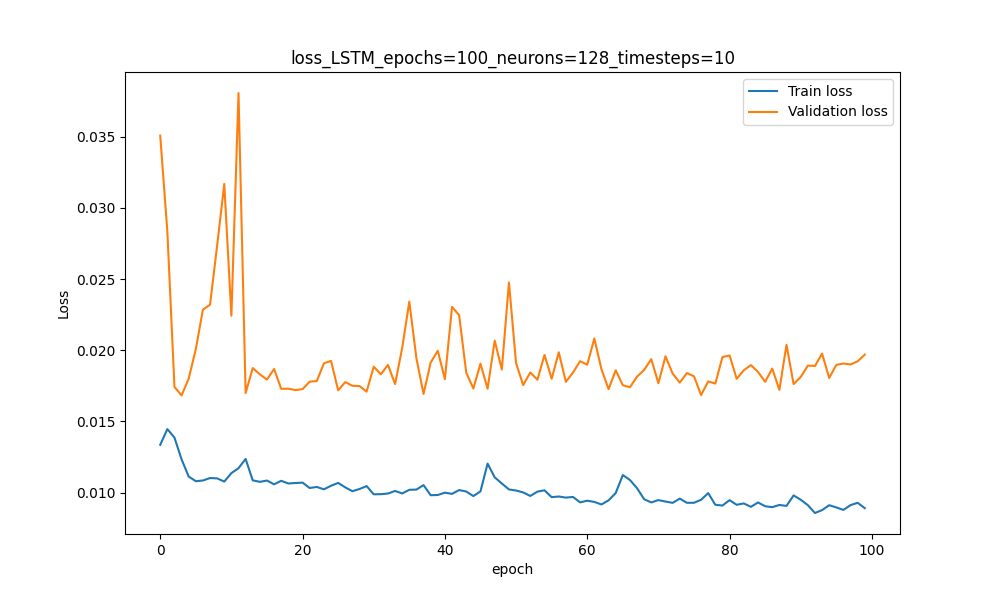 loss_LSTM_epochs=100_neurons=128_timesteps=10
Train loss
Validation loss
0.035
0.030
0.025
0.020
0.015
0.010
Loss
0 20 40 60 80 100
epoch